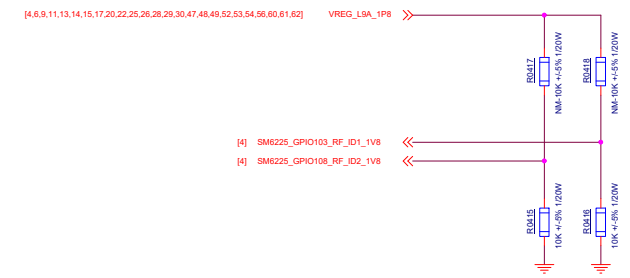 [4,6,9,11,13,14,15,17,20,22,25,26,28,29,30,47,48,49,52,53,54,56,60,61,62] VREG_L9A_1P8
R0417
NM-10K +/-5% 1/20W
R0418
NM-10K +/-5% 1/20W
[4] SM6225_GPIO103_RF_ID1_1V8
[4] SM6225_GPIO108_RF_ID2_1V8
R0415
10K +/-5% 1/20W
R0416
10K +/-5% 1/20W